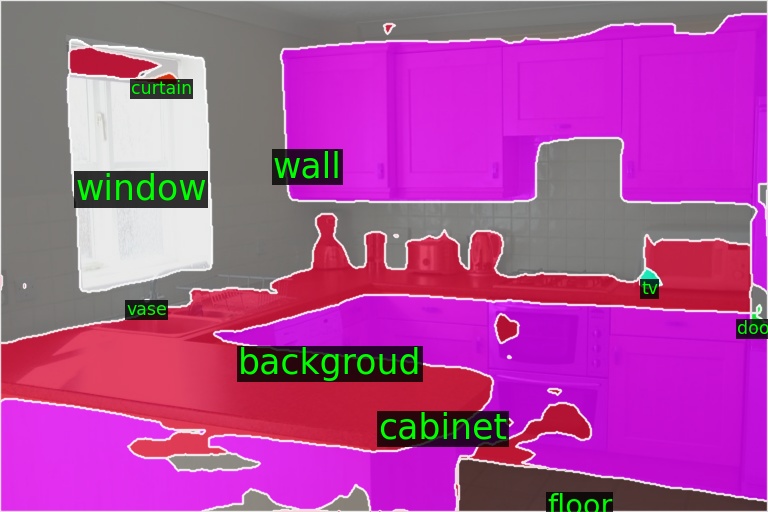 curtain
wall
window
tv
vase
doo
backgroud
cabinet
floor